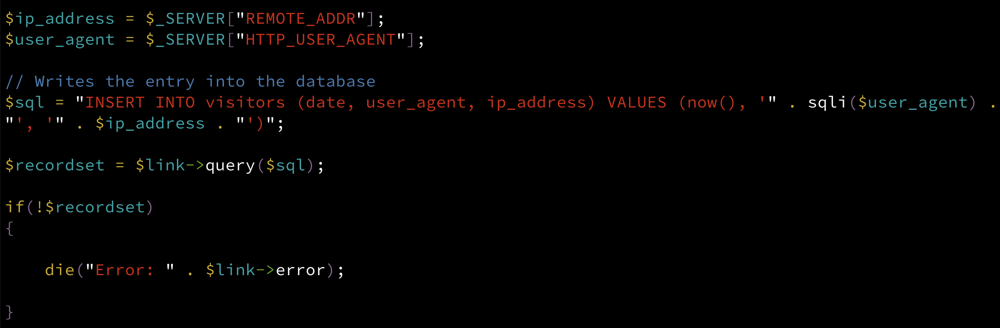 $ip_address = $_SERVER["REMOTE_ADDR"];
$user_agent = $_SERVER["HTTP_USER_AGENT"];
// Writes the entry into the database
$sql = "INSERT INTO visitors (date, user_agent, ip_address) VALUES (now(), '" . sqli($user_agent) .
"', '" . $ip_address . "')";
$recordset = $link->query($sql);
if(!$recordset)
{
die("Error: " . $link->error);
}